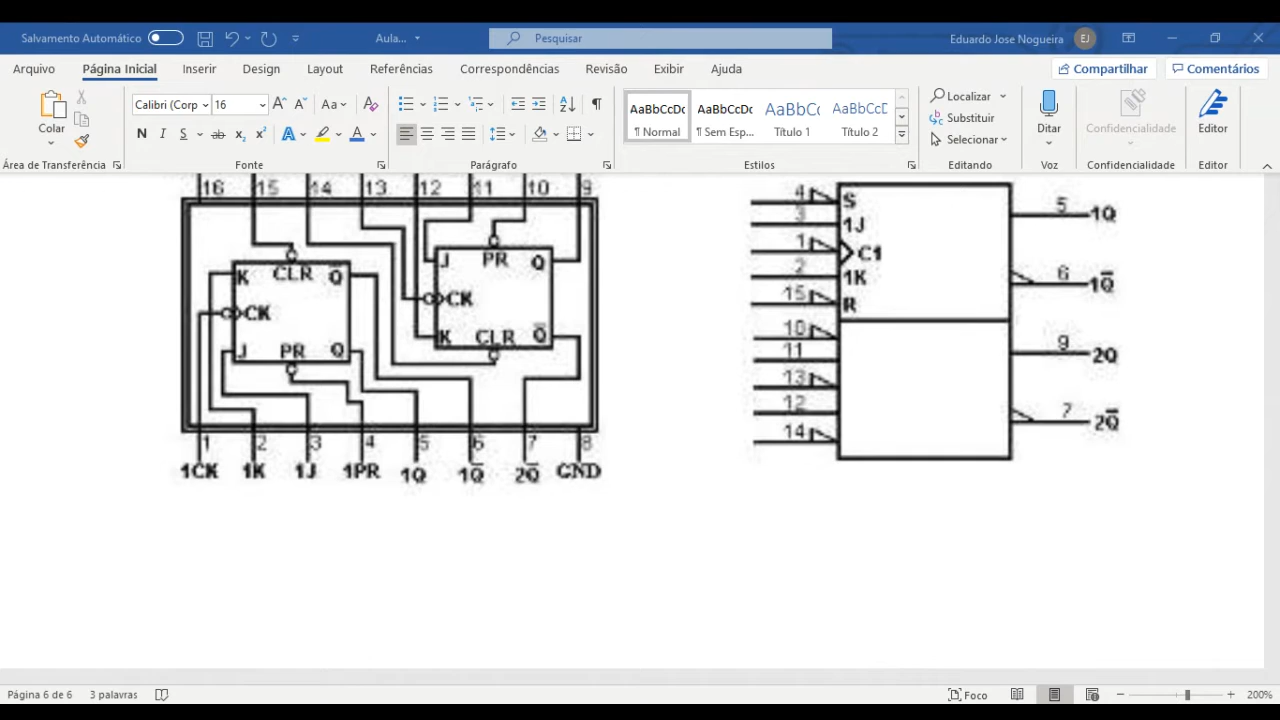 Salvamento Automático
Aula...
Pesquisar
Eduardo Jose Nogueira
EJ
Arquivo
Página Inicial
Inserir
Design
Layout
Referências
Correspondências
Revisão
Exibir
Ajuda
Compartilhar
Comentários
Colar
Calibri (Corp
16
Aa
N I S ab x₂ x²
A
A
AaBbCcDc
¶ Normal
AaBbCcDc
¶ Sem Esp...
AaBbC(
Título 1
AaBbCcD
Título 2
Localizar
Substituir
Selecionar
Ditar
Confidencialidade
Editor
Área de Transferência
Fonte
Parágrafo
Estilos
Editando
Voz
Confidencialidade
Editor
16 15 14 13 12 11 10 9
K CLR Q̅
CK
J PR Q
J PR Q
CK
K CLR Q̅
1 2 3 4 5 6 7 8
1CK 1K 1J 1PR 1Q 1Q̅ 2Q̅ GND
4 S
3 1J
1 C1
2 1K
15 R
10
11
13
12
14
5 1Q
6 1Q̅
9 2Q
7 2Q̅
Página 6 de 6
3 palavras
Foco
200%